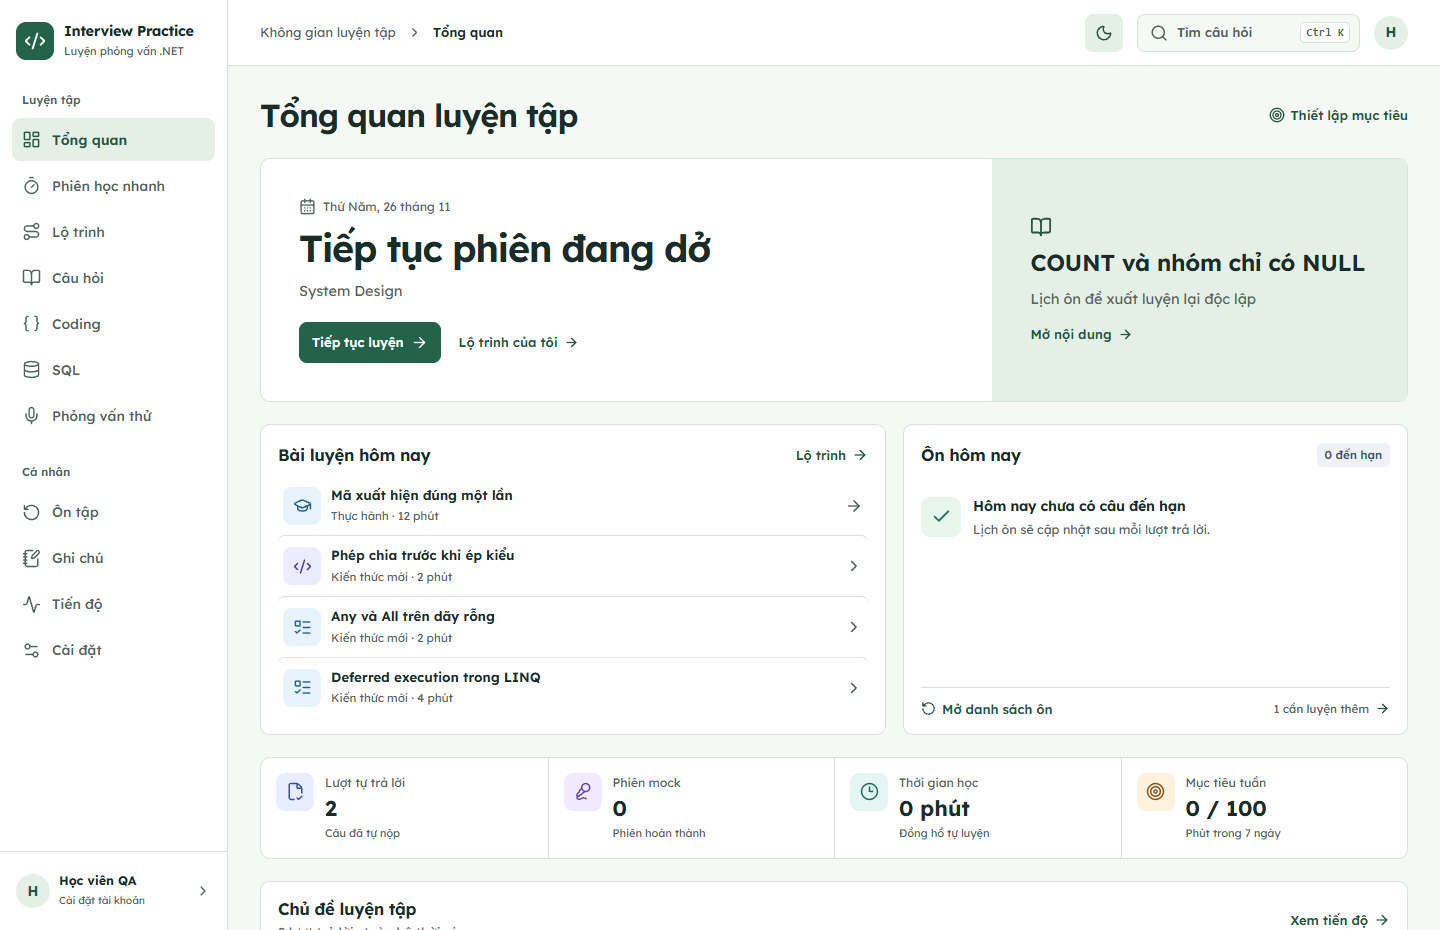 Interview Practice
Luyện phỏng vấn .NET
Luyện tập
Tổng quan
Phiên học nhanh
Lộ trình
Câu hỏi
Coding
SQL
Phỏng vấn thử
Cá nhân
Ôn tập
Ghi chú
Tiến độ
Cài đặt
H
Học viên QA
Cài đặt tài khoản
Không gian luyện tập
Tổng quan
Tìm câu hỏi
Ctrl K
H
Tổng quan luyện tập
Thiết lập mục tiêu
Thứ Năm, 26 tháng 11
Tiếp tục phiên đang dở
System Design
Tiếp tục luyện
Lộ trình của tôi
COUNT và nhóm chỉ có NULL
Lịch ôn đề xuất luyện lại độc lập
Mở nội dung
Bài luyện hôm nay
Lộ trình
Mã xuất hiện đúng một lần
Thực hành · 12 phút
Phép chia trước khi ép kiểu
Kiến thức mới · 2 phút
Any và All trên dãy rỗng
Kiến thức mới · 2 phút
Deferred execution trong LINQ
Kiến thức mới · 4 phút
Ôn hôm nay
0 đến hạn
Hôm nay chưa có câu đến hạn
Lịch ôn sẽ cập nhật sau mỗi lượt trả lời.
Mở danh sách ôn
1 cần luyện thêm
Lượt tự trả lời
2
Câu đã tự nộp
Phiên mock
0
Phiên hoàn thành
Thời gian học
0 phút
Đồng hồ tự luyện
Mục tiêu tuần
0 / 100
Phút trong 7 ngày
Chủ đề luyện tập
Xem tiến độ